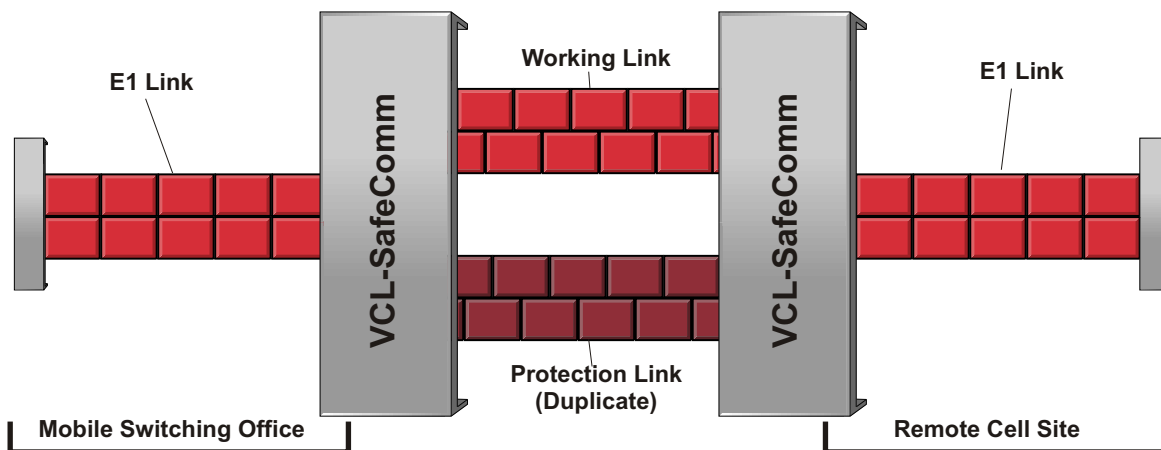 Working Link
E1 Link
E1 Link
VCL-SafeComm
VCL-SafeComm
Protection Link
(Duplicate)
Mobile Switching Office
Remote Cell Site